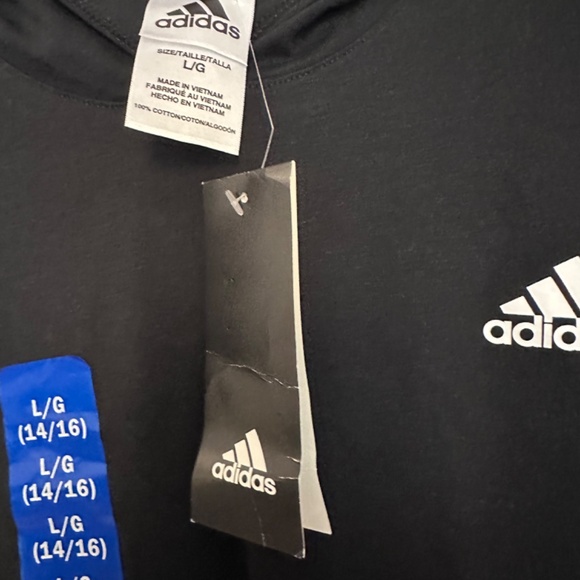 adidas
SIZE/TAILLE/TALLA
L/G
MADE IN VIETNAM
FABRIQUÉ AU VIETNAM
HECHO EN VIETNAM
100% COTTON/COTON/ALGODÓN
adidas
adid
L/G
(14/16)
L/G
(14/16)
L/G
(14/16)
L/G